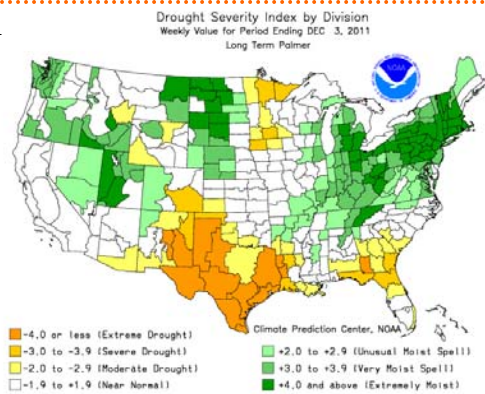 Drought Severity Index by Division
Weekly Value for Period Ending DEC 3, 2011
Long Term Palmer
NOAA
Climate Prediction Center, NOAA
-4.0 or less (Extreme Drought)
-3.0 to -3.9 (Severe Drought)
-2.0 to -2.9 (Moderate Drought)
-1.9 to +1.9 (Near Normal)
+2.0 to +2.9 (Unusual Moist Spell)
+3.0 to +3.9 (Very Moist Spell)
+4.0 and above (Extremely Moist)